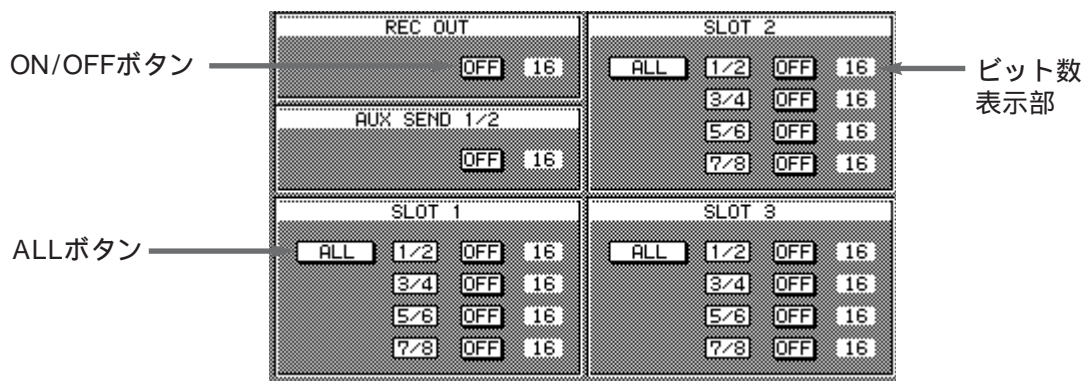 REC OUT
OFF 16
AUX SEND 1/2
OFF 16
SLOT 2
ALL 1/2 OFF 16
3/4 OFF 16
5/6 OFF 16
7/8 OFF 16
SLOT 1
ALL 1/2 OFF 16
3/4 OFF 16
5/6 OFF 16
7/8 OFF 16
SLOT 3
ALL 1/2 OFF 16
3/4 OFF 16
5/6 OFF 16
7/8 OFF 16
ON/OFFボタン
ALLボタン
ビット数
表示部